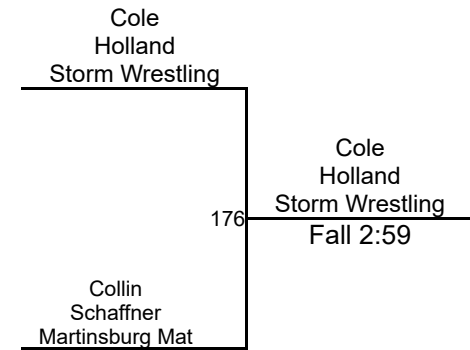 Cole
Holland
Storm Wrestling
Cole
Holland
Storm Wrestling
176
Fall 2:59
Collin
Schaffner
Martinsburg Mat